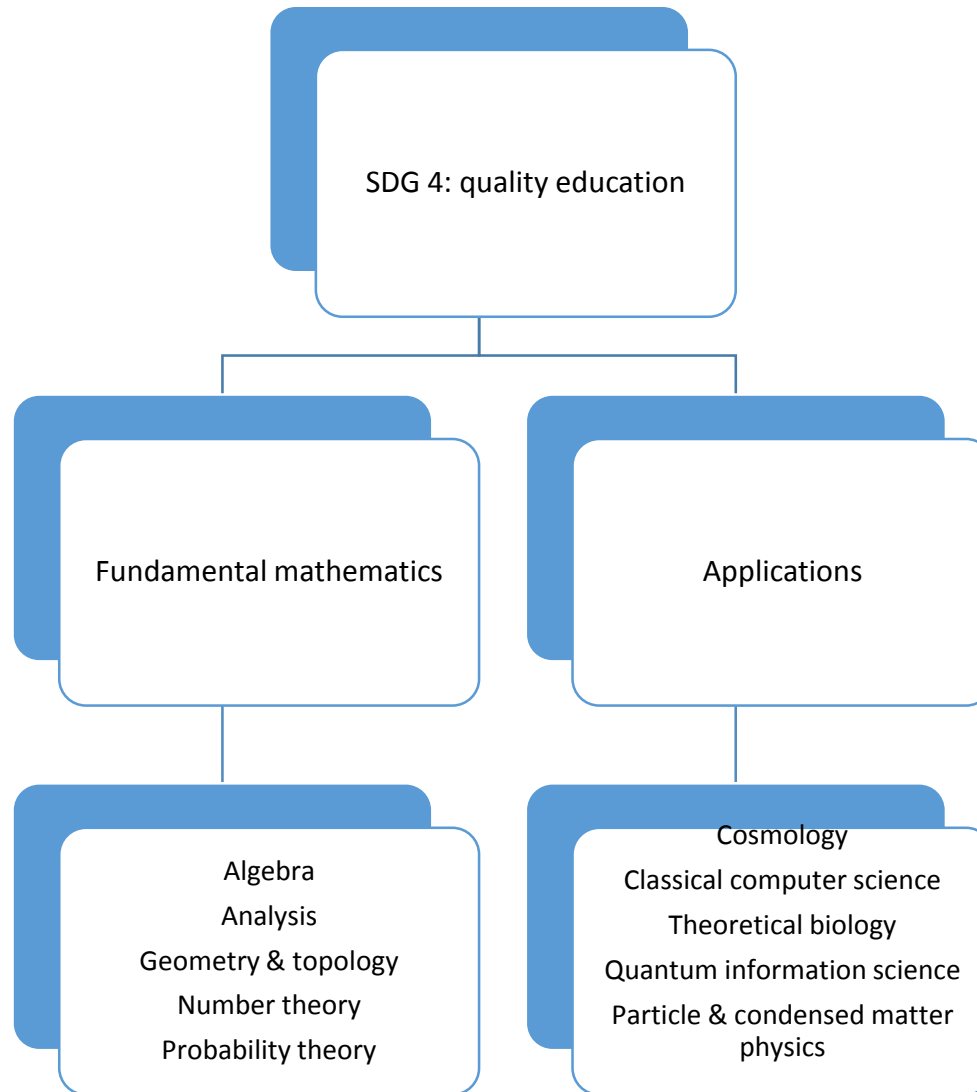 SDG 4: quality education
Fundamental mathematics
Applications
Algebra
Analysis
Geometry & topology
Number theory
Probability theory
Cosmology
Classical computer science
Theoretical biology
Quantum information science
Particle & condensed matter
physics